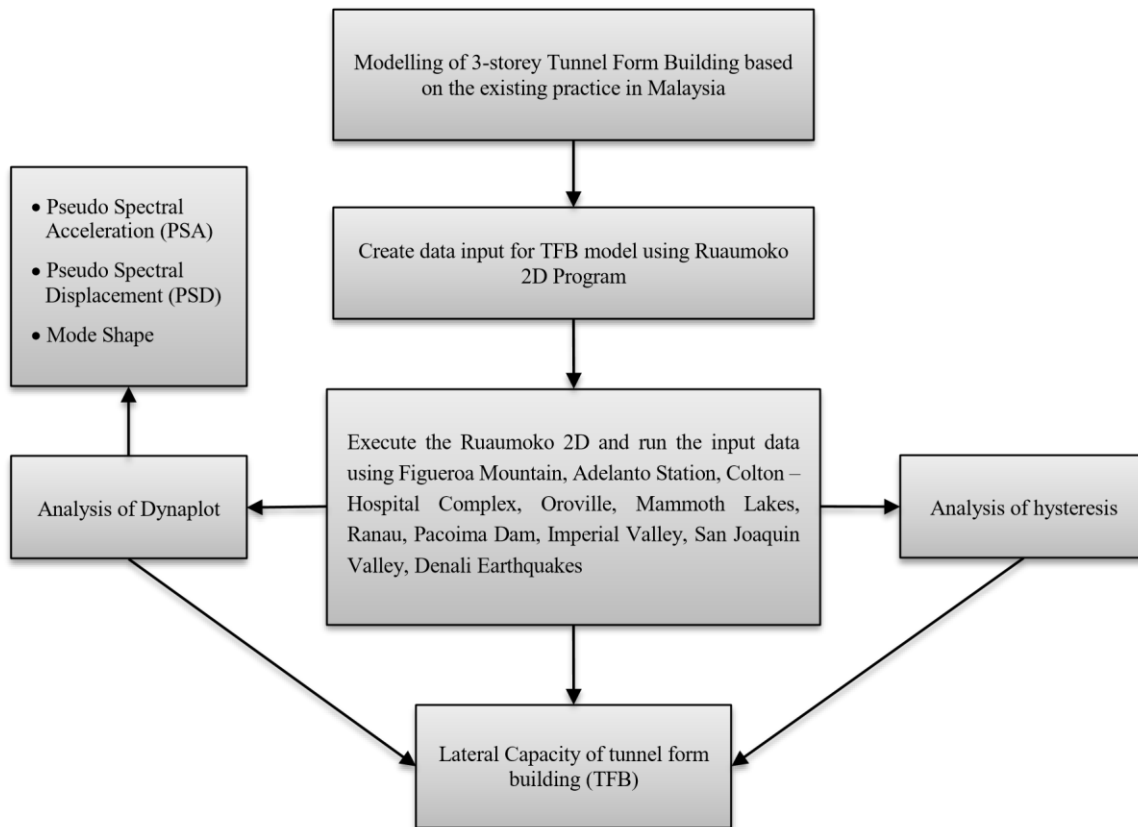 Modelling of 3-storey Tunnel Form Building based
on the existing practice in Malaysia
• Pseudo Spectral
Acceleration (PSA)
• Pseudo Spectral
Displacement (PSD)
• Mode Shape
Create data input for TFB model using Ruaumoko
2D Program
Execute the Ruaumoko 2D and run the input data
using Figueroa Mountain, Adelanto Station, Colton –
Hospital Complex, Oroville, Mammoth Lakes,
Ranau, Pacoima Dam, Imperial Valley, San Joaquin
Valley, Denali Earthquakes
Analysis of Dynaplot
Analysis of hysteresis
Lateral Capacity of tunnel form
building (TFB)